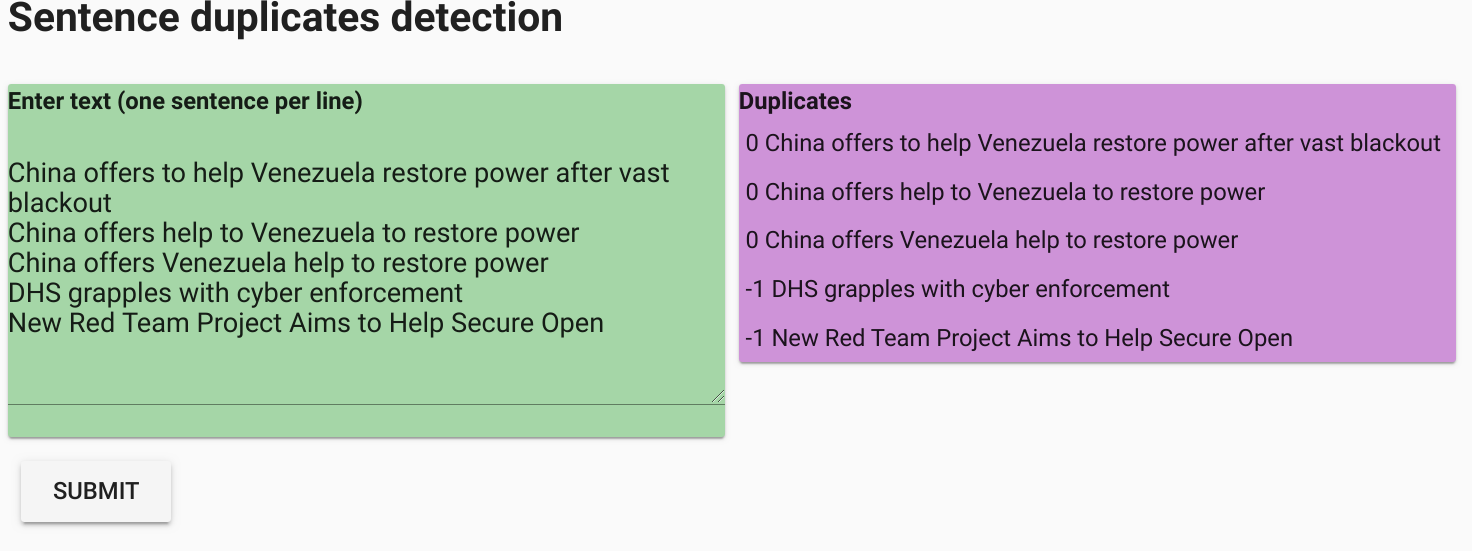 Sentence duplicates detection
Enter text (one sentence per line)
China offers to help Venezuela restore power after vast
blackout
China offers help to Venezuela to restore power
China offers Venezuela help to restore power
DHS grapples with cyber enforcement
New Red Team Project Aims to Help Secure Open
SUBMIT
Duplicates
0 China offers to help Venezuela restore power after vast blackout
0 China offers help to Venezuela to restore power
0 China offers Venezuela help to restore power
-1 DHS grapples with cyber enforcement
-1 New Red Team Project Aims to Help Secure Open